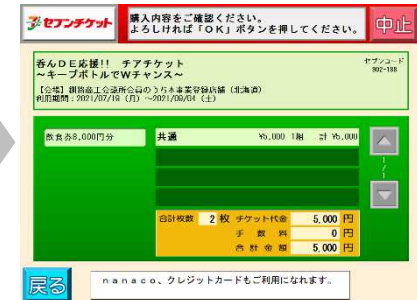 セブンチケット
購入内容をご確認ください。
よろしければ「OK」ボタンを押してください。
中止
呑んDE応援!! チアチケット
~キープボトルでWチャンス~
セブンコード
902-188
【会場】釧路商工会議所会員のうち本事業登録店舗 (北海道)
利用期間:2021/07/19 (月) ~2021/09/04 (土)
飲食券8,000円分
共通 ¥5,000 1組 計 ¥5,000
1/1
合計枚数 2 枚 チケット代金 5,000 円
手数料 0 円
合計金額 5,000 円
戻る
nanaco、クレジットカードもご利用になれます。